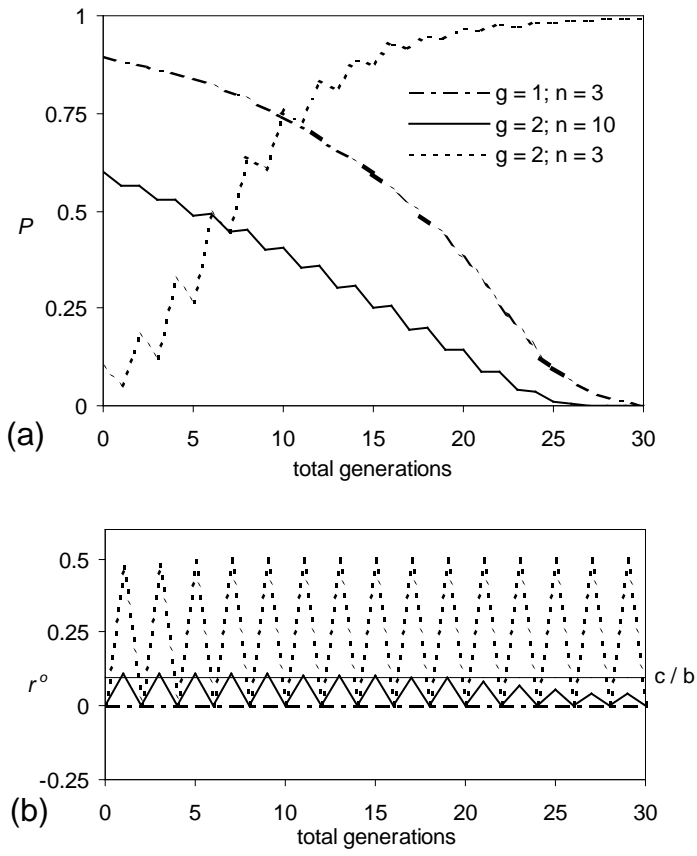 1
0.75
0.5
0.25
0
P
g = 1; n = 3
g = 2; n = 10
g = 2; n = 3
0 5 10 15 20 25 30
total generations
(a)
0.5
0.25
0
-0.25
r o
c / b
0 5 10 15 20 25 30
total generations
(b)